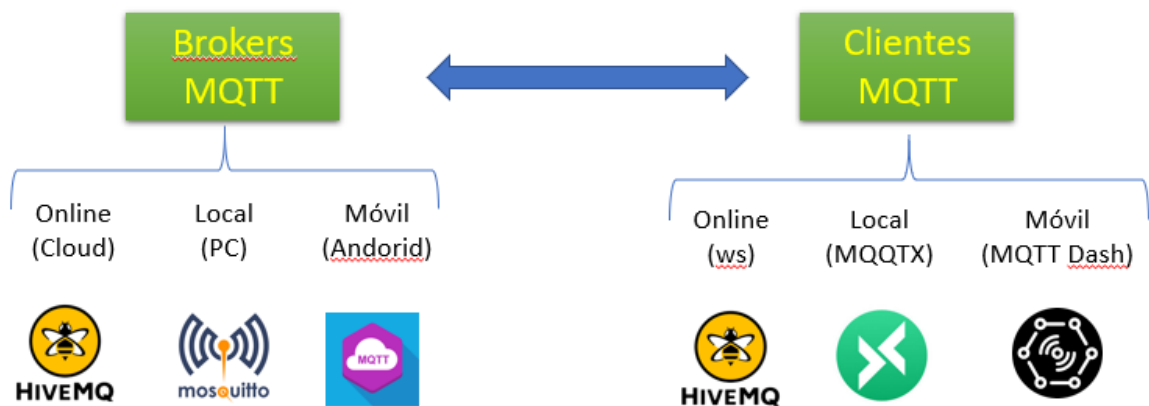 Brokers
MQTT
Clientes
MQTT
Online
(Cloud)
Local
(PC)
Móvil
(Andorid)
Online
(ws)
Local
(MQQTX)
Móvil
(MQTT Dash)
HIVEMQ
mosquitto
MQTT
HIVEMQ